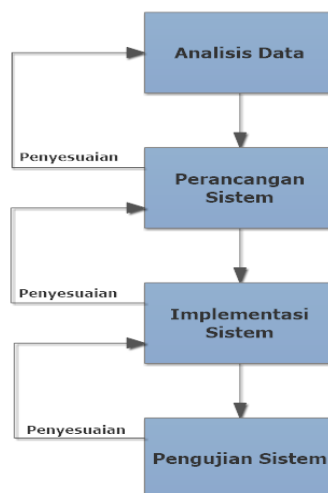 Analisis Data
Penyesuaian
Perancangan
Sistem
Penyesuaian
Implementasi
Sistem
Penyesuaian
Pengujian Sistem